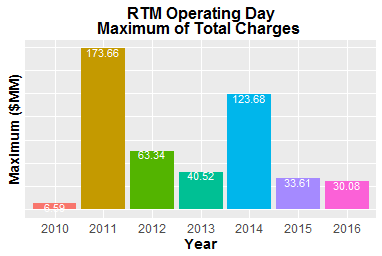 RTM Operating Day
Maximum of Total Charges
Maximum ($MM)
173.66
123.68
63.34
40.52
33.61
30.08
6.59
2010 2011 2012 2013 2014 2015 2016
Year